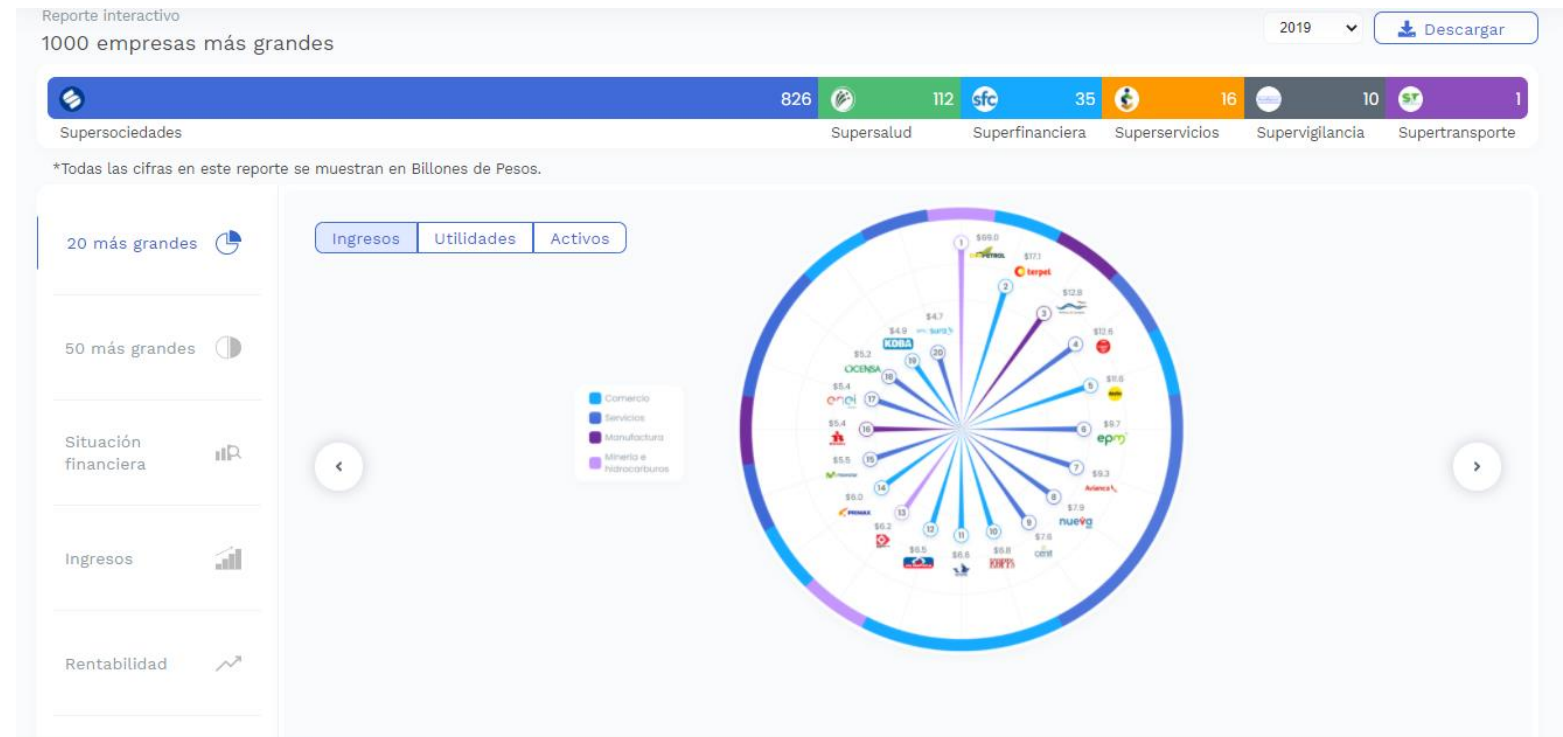 Reporte interactivo
1000 empresas más grandes
2019
Descargar
826
112
sfc
35
16
10
ST
1
Supersociedades
Supersalud
Superfinanciera
Superservicios
Supervigilancia
Supertransporte
*Todas las cifras en este reporte se muestran en Billones de Pesos.
20 más grandes
50 más grandes
Situación
financiera
Ingresos
Rentabilidad
Ingresos
Utilidades
Activos
Comercio
Servicios
Manufactura
Minería e
hidrocarburos
1
2
$17.1
terpel
3
$12.8
4
$12.6
5
$11.6
6
$9.7
epm
7
$9.3
Avianca
8
$7.9
nueva
9
$7.6
10
$6.8
11
$6.6
12
$6.5
13
$6.2
14
$6.0
PRIMAX
15
$5.5
16
$5.4
17
$5.4
enel
18
$5.2
OCENSA
19
$4.9
KOBA
20
$4.7
sura